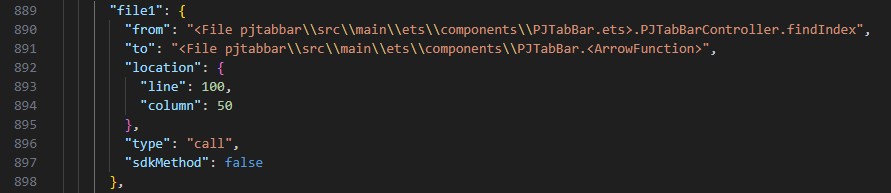 889 "file1": {
890 "from": "<File pjtabbar\\src\\main\\ets\\components\\PJTabBar.ets>.PJTabBarController.findIndex",
891 "to": "<File pjtabbar\\src\\main\\ets\\components\\PJTabBar.<ArrowFunction>",
892 "location": {
893 "line": 100,
894 "column": 50
895 },
896 "type": "call",
897 "sdkMethod": false
898 },